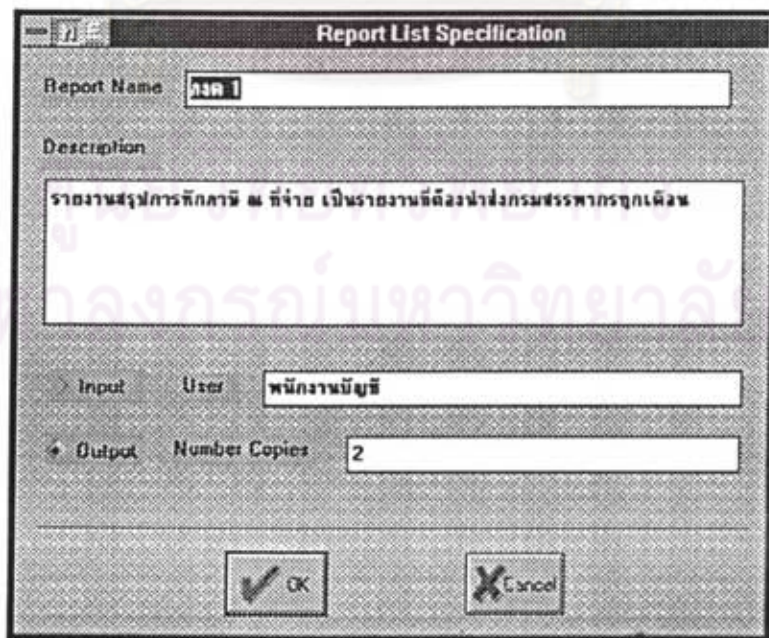 Report List Specification
Report Name ภงด 1
Description
รายงานสรุปการหักภาษี ณ ที่จ่าย เป็นรายงานที่ต้องนำส่งกรมสรรพากรทุกเดือน
Input User พนักงานบัญชี
Output Number Copies 2
OK Cancel